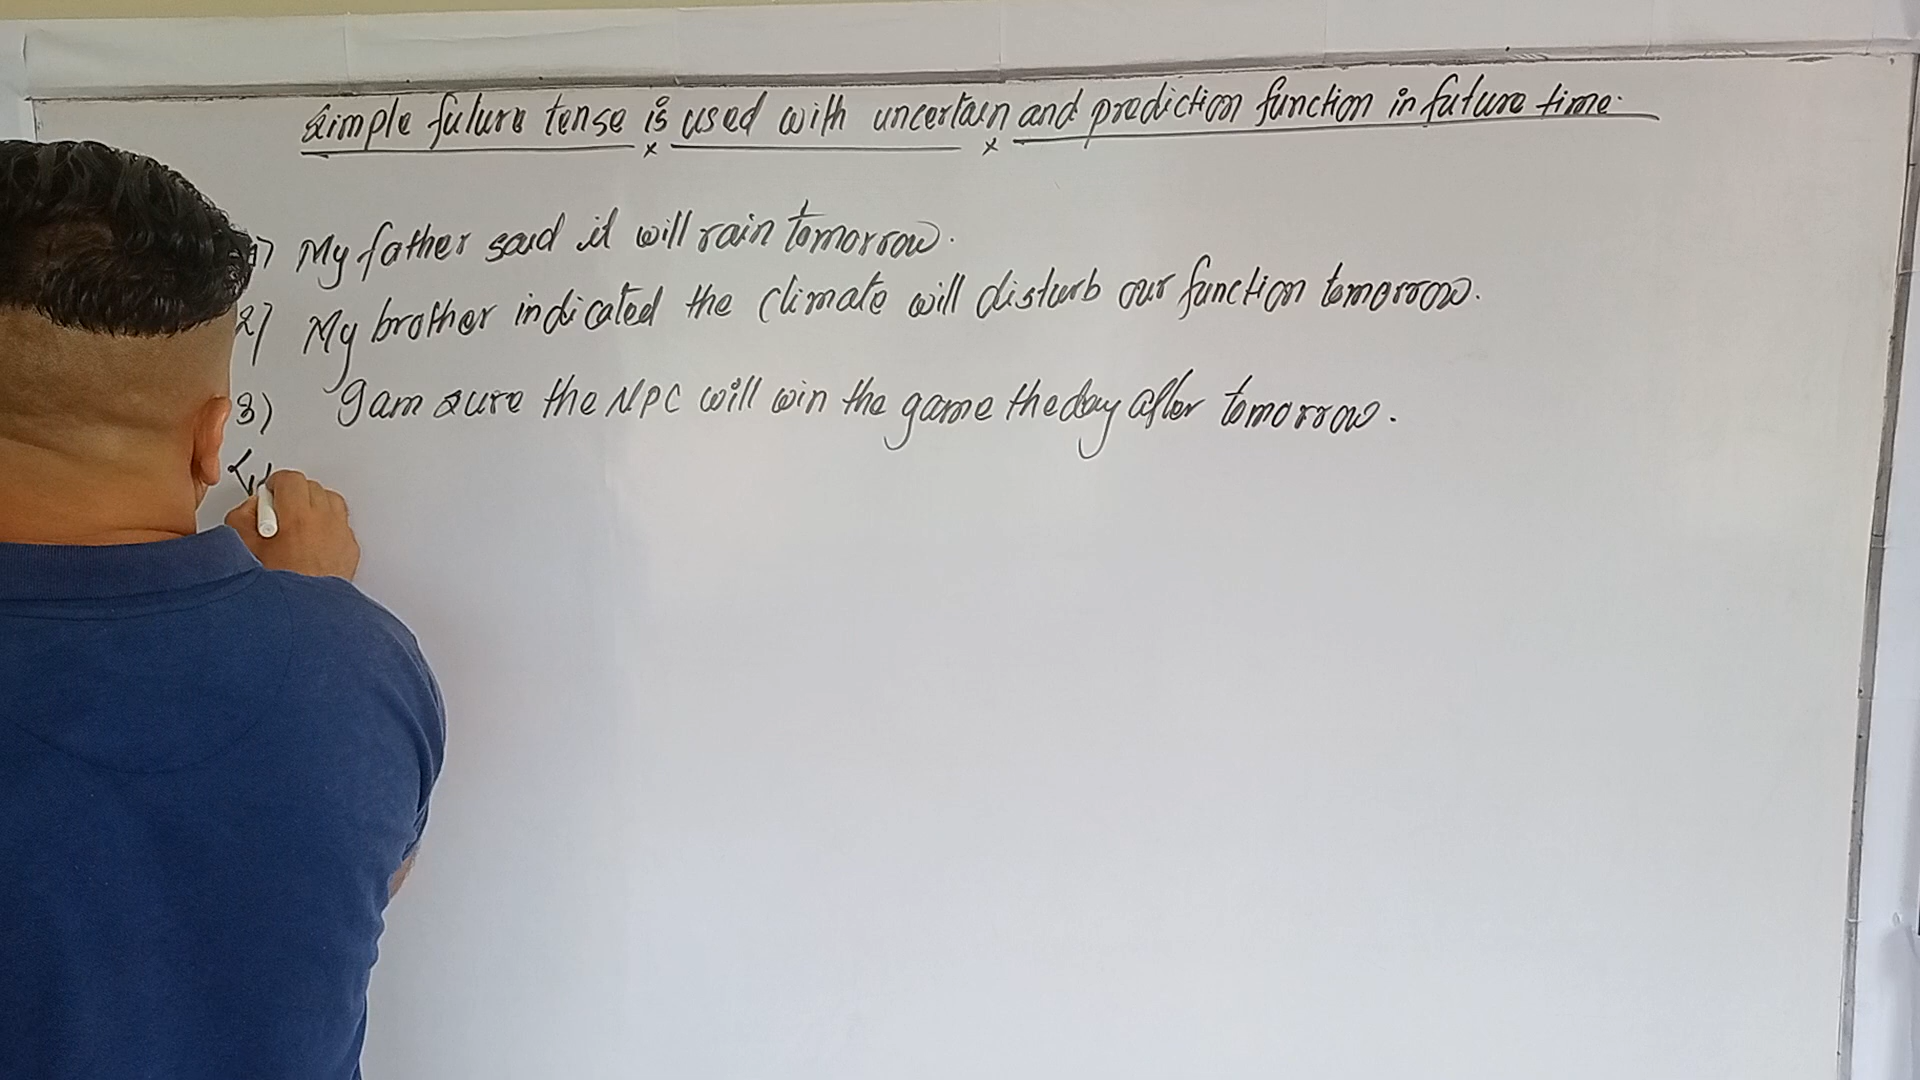 Simple future tense is used with uncertain and prediction function in future time.
1) My father said it will rain tomorrow.
2) My brother indicated the climate will disturb our function tomorrow.
3) I am sure the NPC will win the game the day after tomorrow.